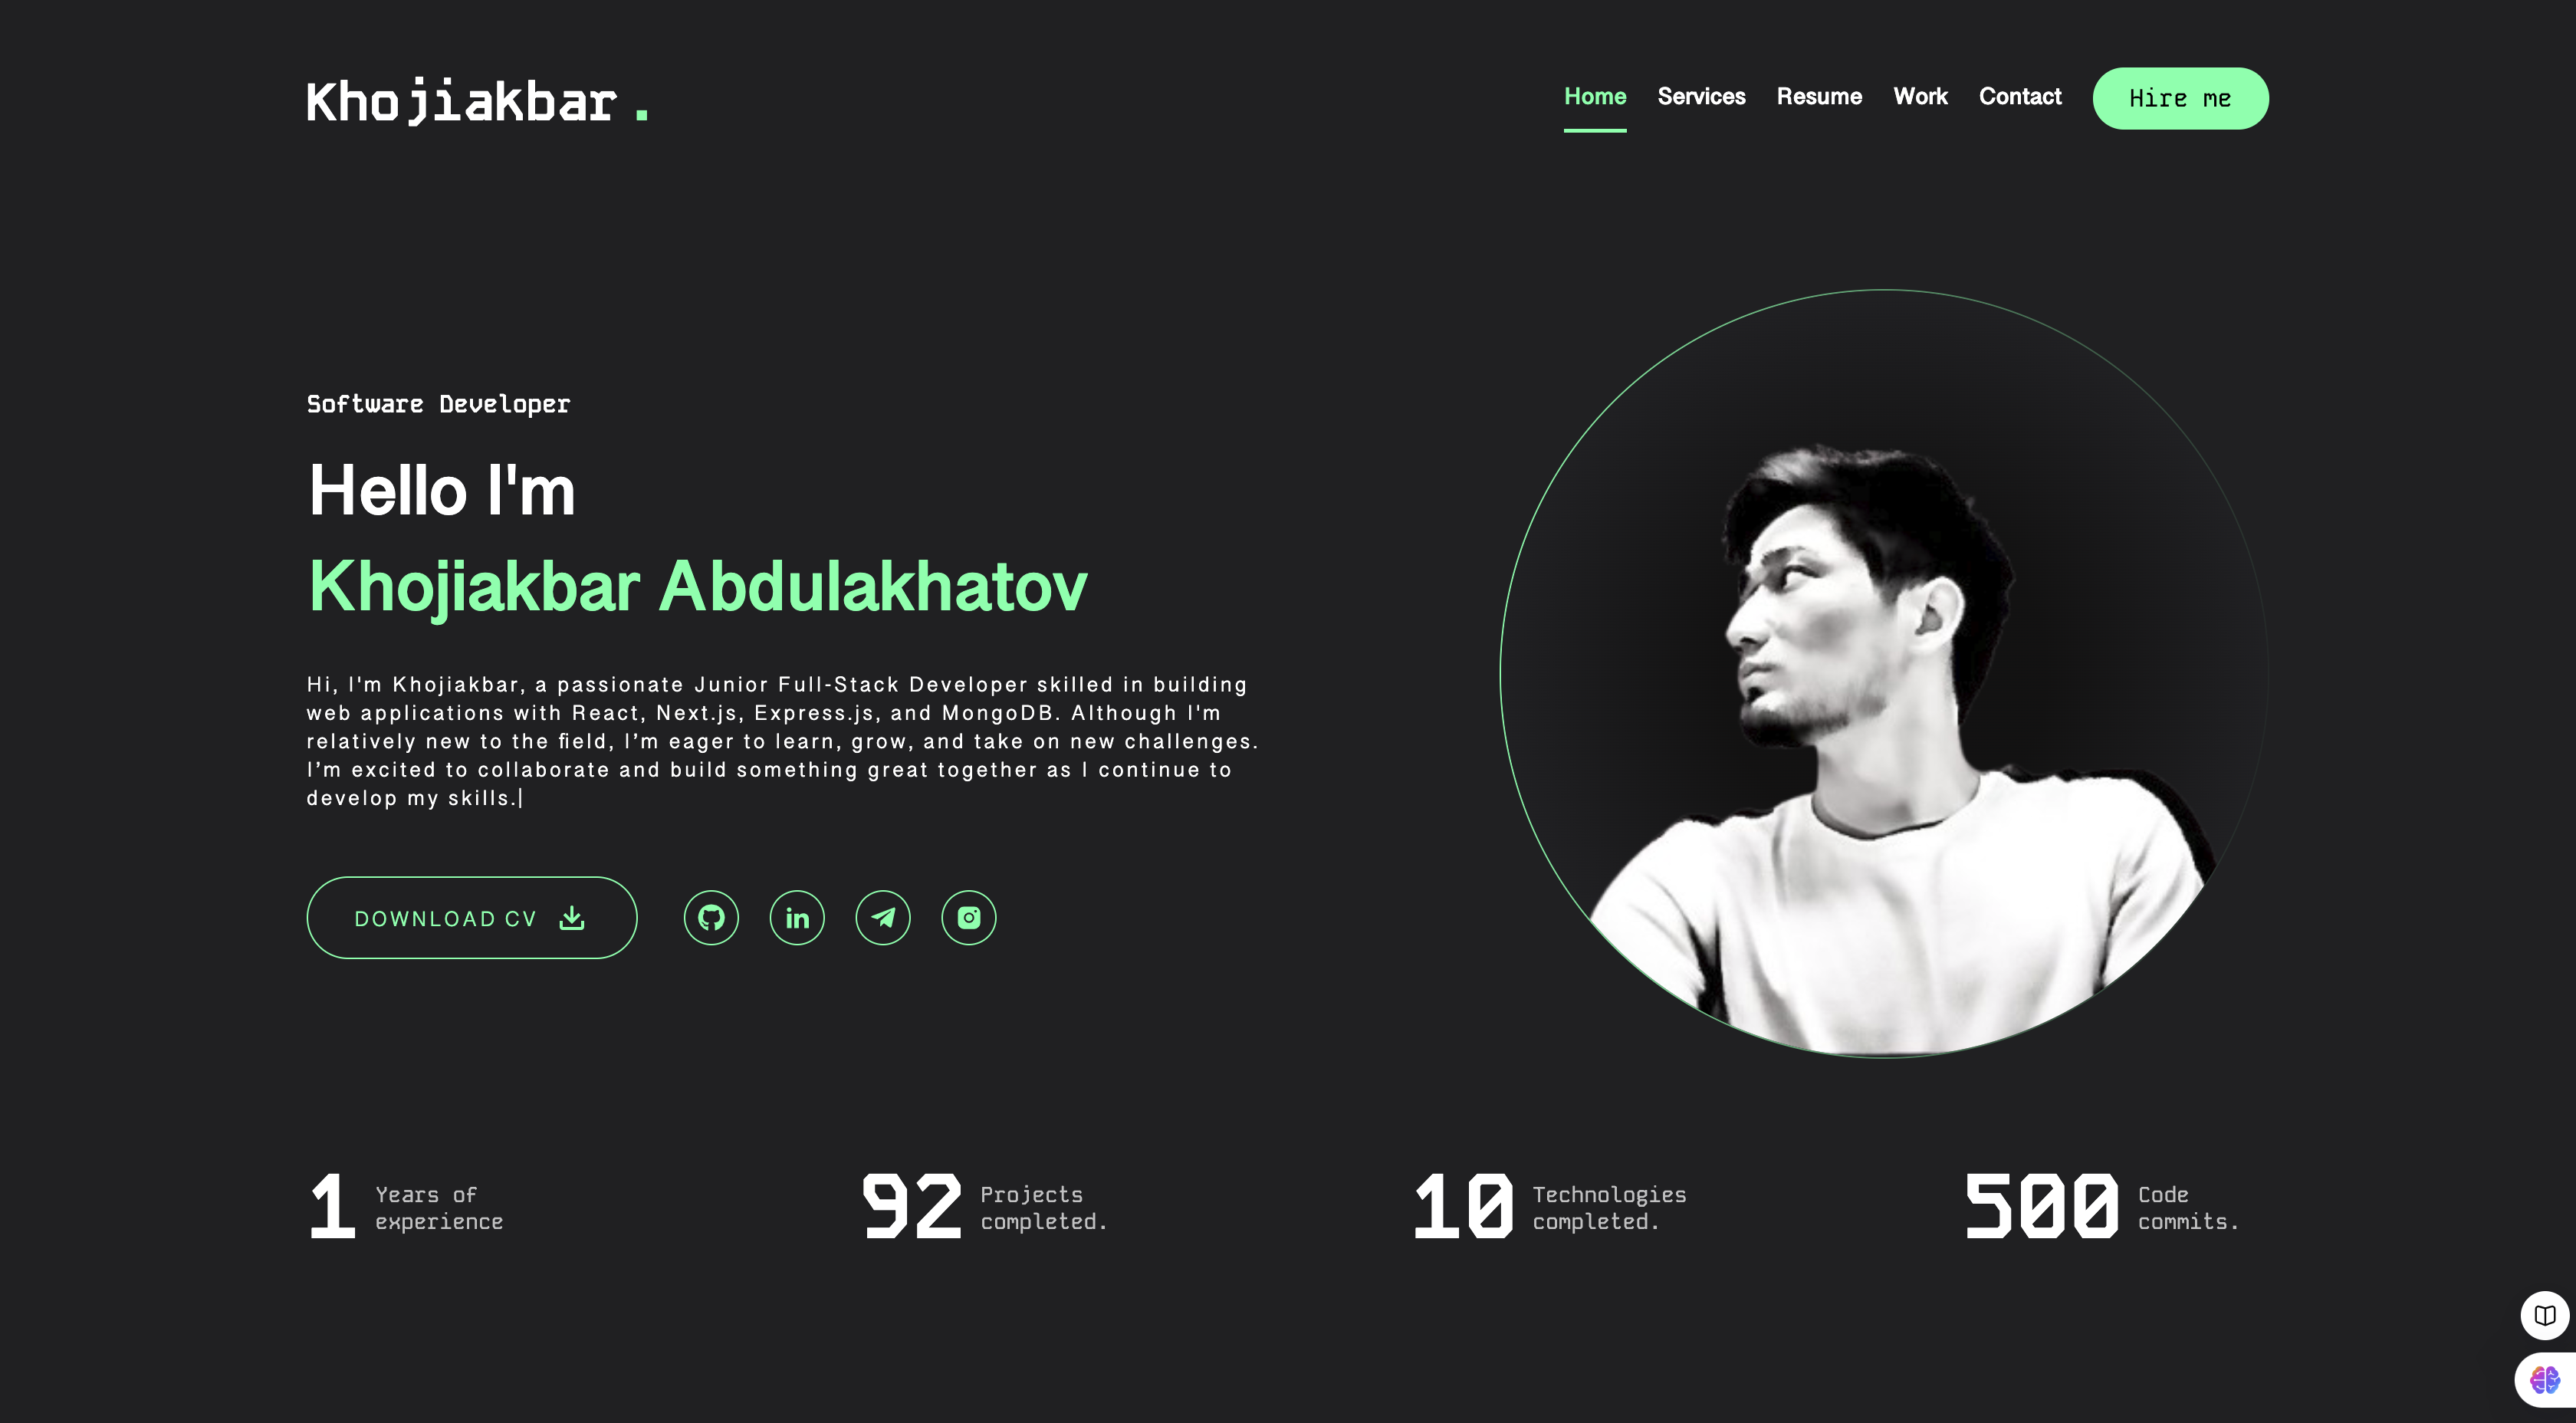 Khojiakbar.
Home Services Resume Work Contact Hire me
Software Developer
Hello I'm
Khojiakbar Abdulakhatov
Hi, I'm Khojiakbar, a passionate Junior Full-Stack Developer skilled in building
web applications with React, Next.js, Express.js, and MongoDB. Although I'm
relatively new to the field, I’m eager to learn, grow, and take on new challenges.
I’m excited to collaborate and build something great together as I continue to
develop my skills.|
DOWNLOAD CV
in
1 Years of
experience
92 Projects
completed.
10 Technologies
completed.
500 Code
commits.